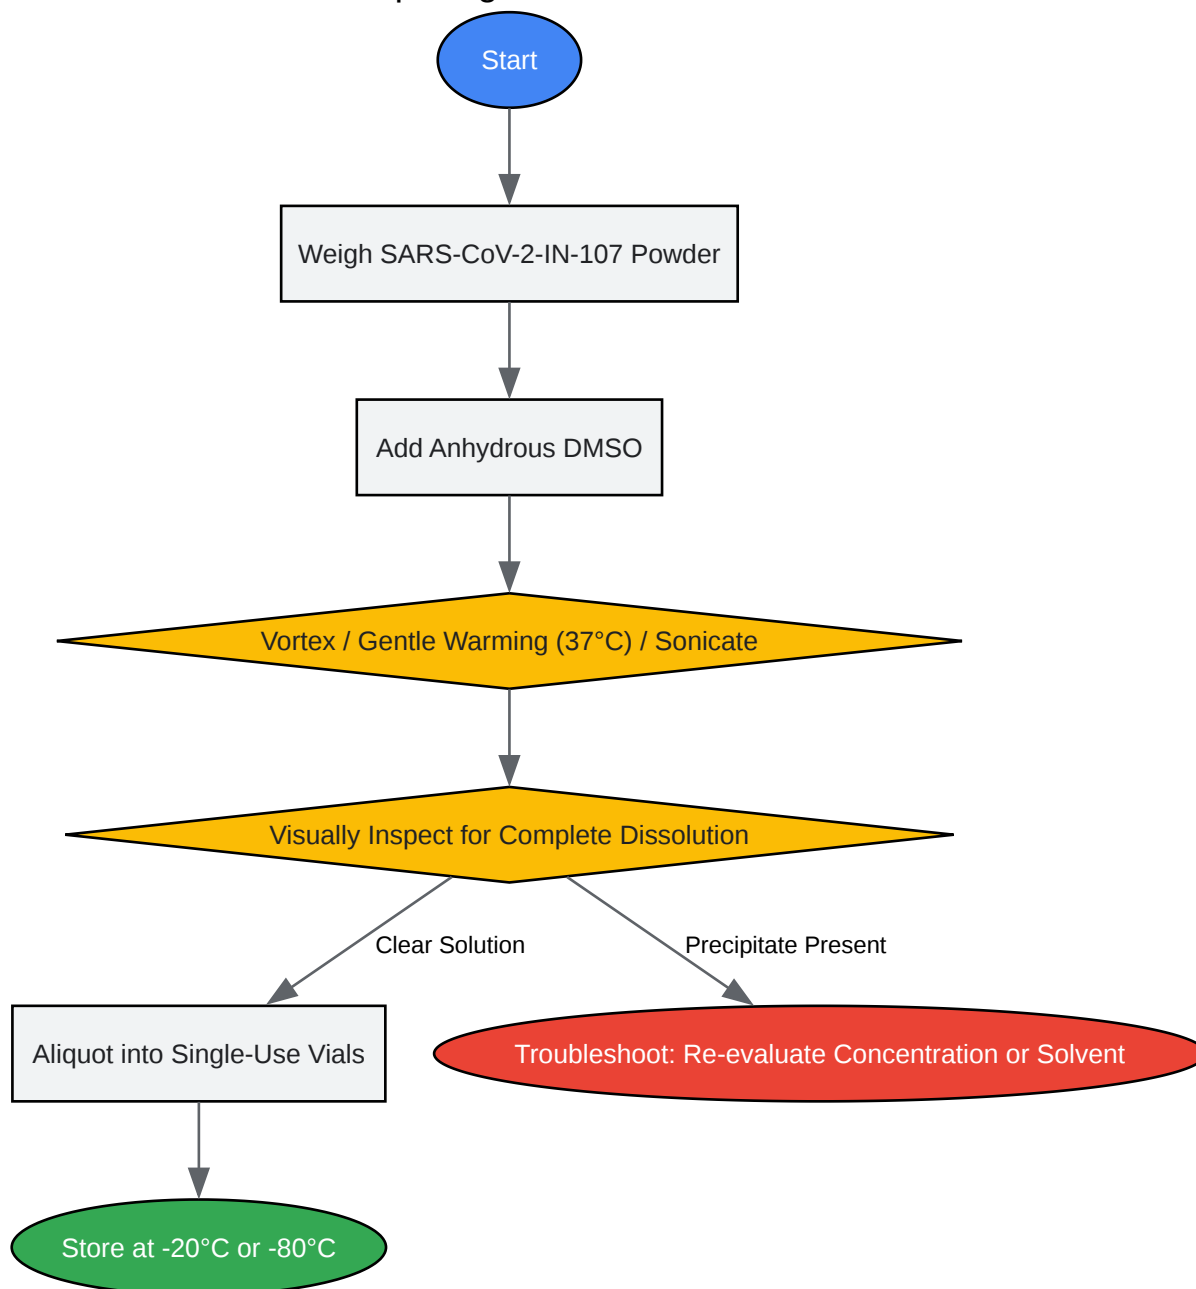 Start
Weigh SARS-CoV-2-IN-107 Powder
Add Anhydrous DMSO
Vortex / Gentle Warming (37°C) / Sonicate
Visually Inspect for Complete Dissolution
Clear Solution
Precipitate Present
Aliquot into Single-Use Vials
Troubleshoot: Re-evaluate Concentration or Solvent
Store at -20°C or -80°C